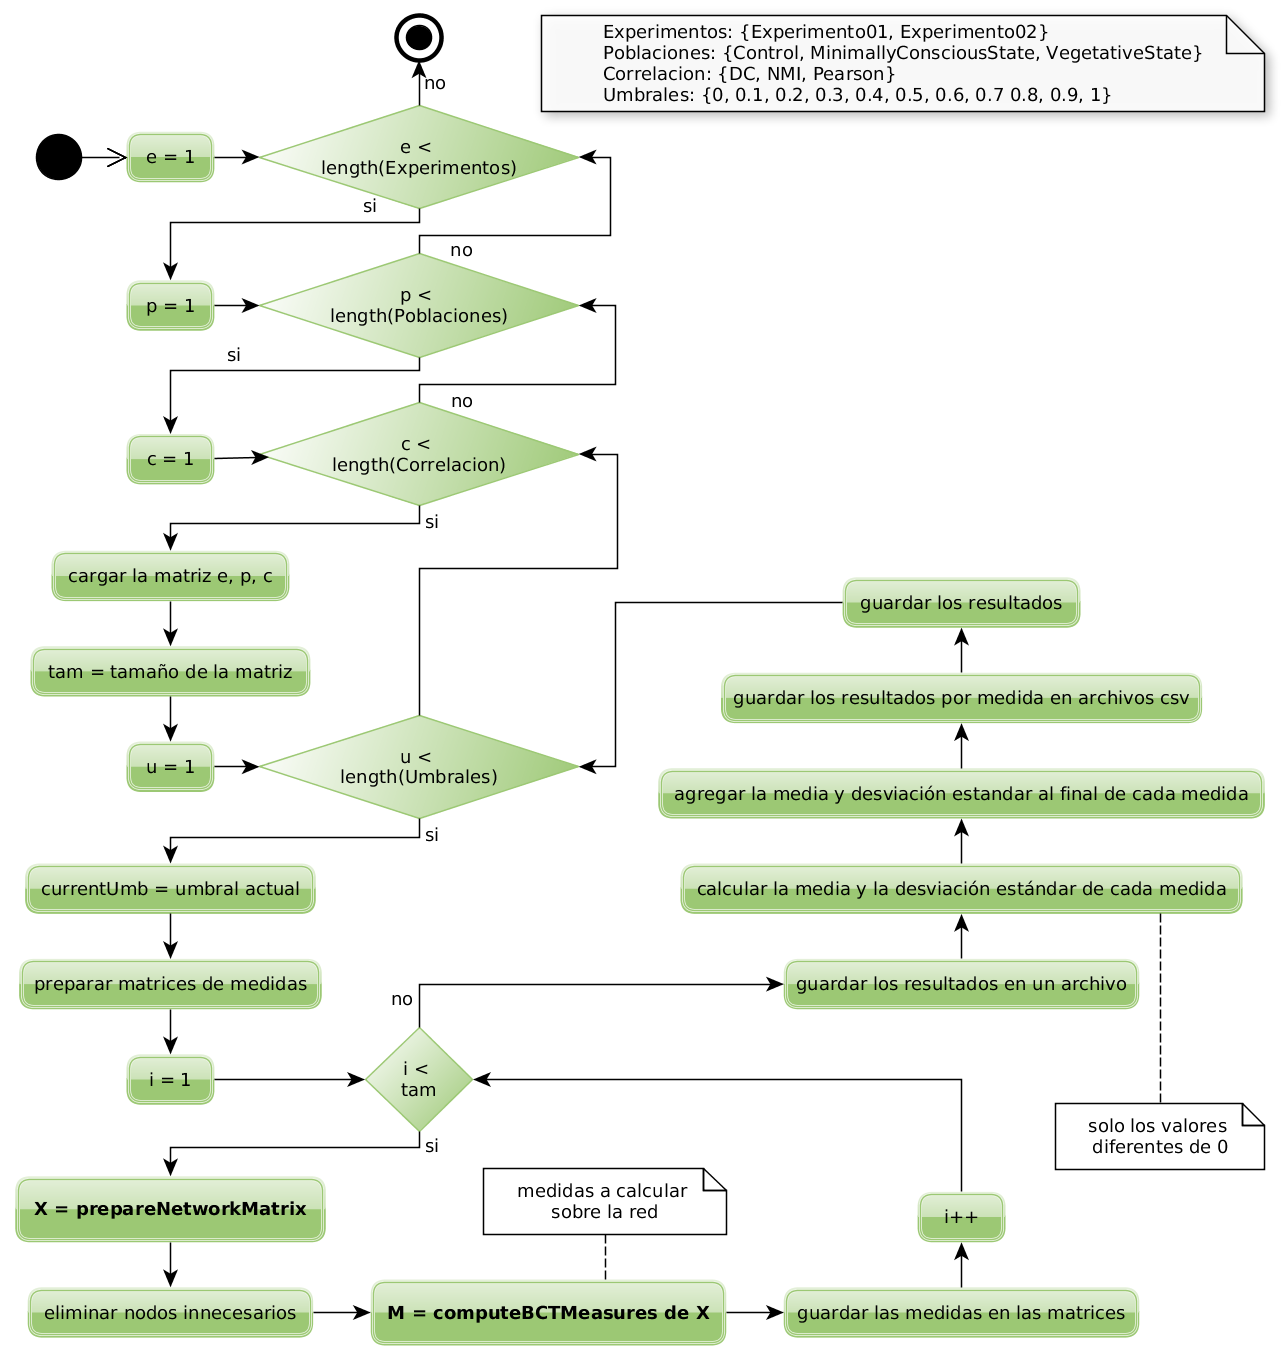 Experimentos: {Experimento01, Experimento02}
Poblaciones: {Control, MinimallyConsciousState, VegetativeState}
Correlacion: {DC, NMI, Pearson}
Umbrales: {0, 0.1, 0.2, 0.3, 0.4, 0.5, 0.6, 0.7 0.8, 0.9, 1}
no
e = 1
e <
length(Experimentos)
si
no
p = 1
p <
length(Poblaciones)
si
no
c = 1
c <
length(Correlacion)
si
cargar la matriz e, p, c
tam = tamaño de la matriz
u = 1
u <
length(Umbrales)
si
currentUmb = umbral actual
preparar matrices de medidas
i = 1
i <
tam
no
si
X = prepareNetworkMatrix
eliminar nodos innecesarios
medidas a calcular
sobre la red
M = computeBCTMeasures de X
guardar las medidas en las matrices
i++
guardar los resultados en un archivo
calcular la media y la desviación estándar de cada medida
solo los valores
diferentes de 0
agregar la media y desviación estandar al final de cada medida
guardar los resultados por medida en archivos csv
guardar los resultados